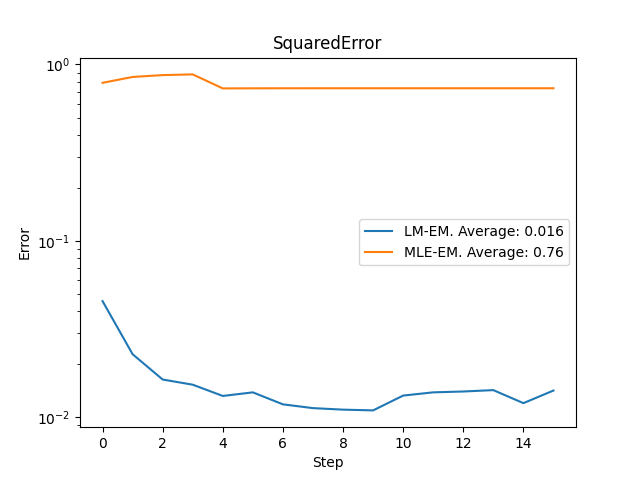 SquaredError
10⁰
10⁻¹
10⁻²
Error
LM-EM. Average: 0.016
MLE-EM. Average: 0.76
0 2 4 6 8 10 12 14
Step